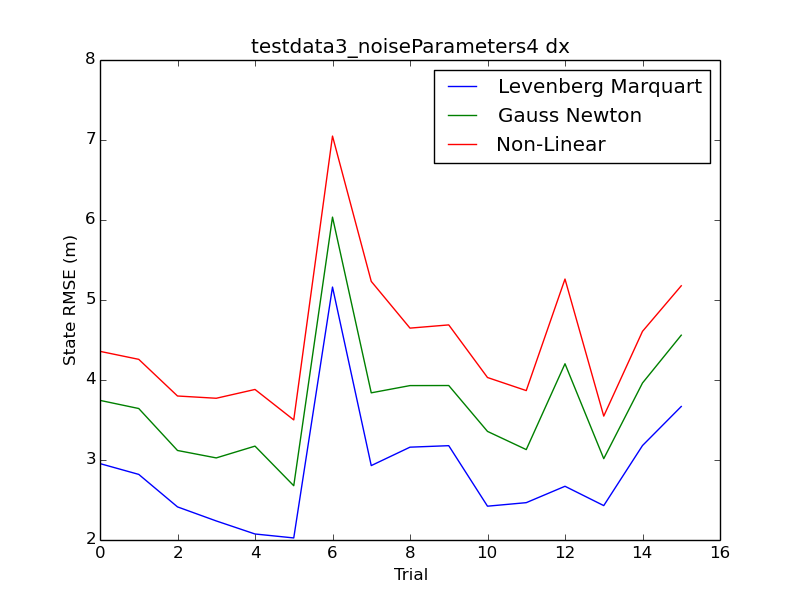 testdata3_noiseParameters4 dx
8
7
6
5
4
3
2
State RMSE (m)
Levenberg Marquart
Gauss Newton
Non-Linear
0 2 4 6 8 10 12 14 16
Trial